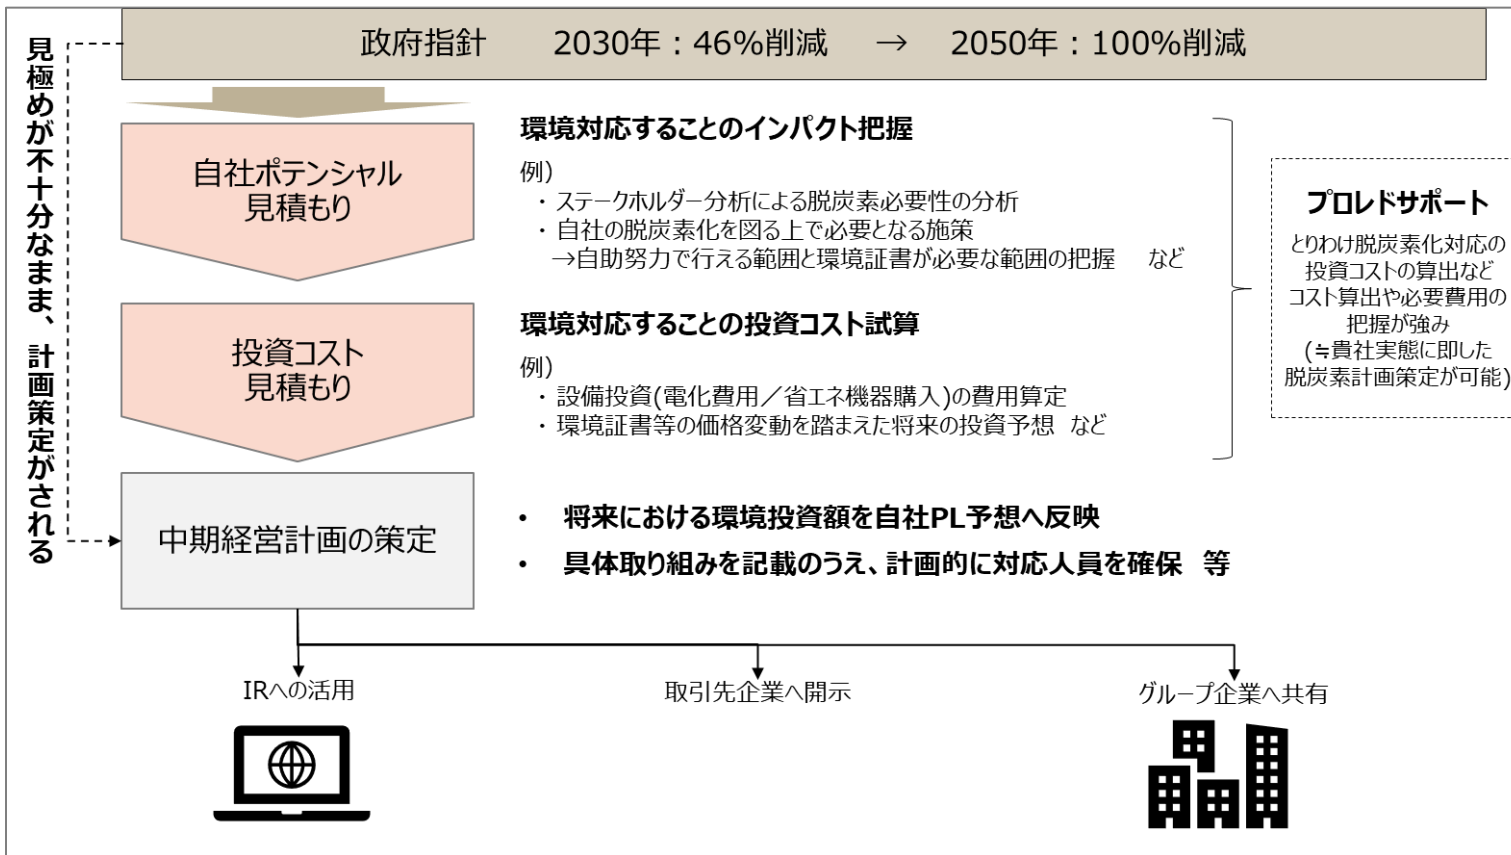 政府指針 2030年：46%削減 → 2050年：100%削減
見極めが不十分なまま、計画策定がされる
自社ポテンシャル
見積もり
環境対応することのインパクト把握
例）
・ステークホルダー分析による脱炭素必要性の分析
・自社の脱炭素化を図る上で必要となる施策
→自助努力で行える範囲と環境証書が必要な範囲の把握 など
投資コスト
見積もり
環境対応することの投資コスト試算
例）
・設備投資(電化費用／省エネ機器購入)の費用算定
・環境証書等の価格変動を踏まえた将来の投資予想 など
プロレドサポート
とりわけ脱炭素化対応の
投資コストの算出など
コスト算出や必要費用の
把握が強み
(≒貴社実態に即した
脱炭素計画策定が可能)
中期経営計画の策定
• 将来における環境投資額を自社PL予想へ反映
• 具体取り組みを記載のうえ、計画的に対応人員を確保 等
IRへの活用
取引先企業へ開示
グループ企業へ共有